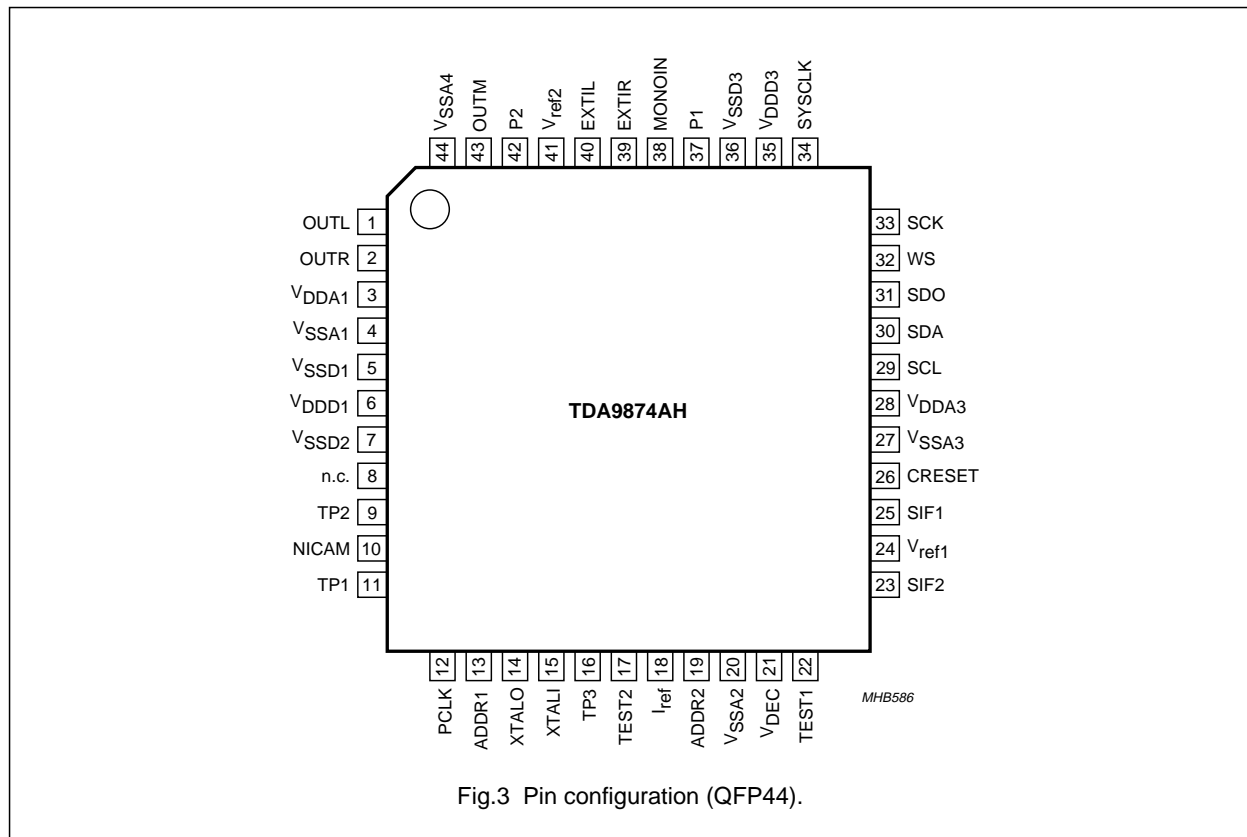 VSSA4
OUTM
P2
Vref2
EXTIL
EXTIR
MONOIN
P1
VSSD3
VDDD3
SYSCLK
44
43
42
41
40
39
38
37
36
35
34
OUTL 1
OUTR 2
VDDA1 3
VSSA1 4
VSSD1 5
VDDD1 6
VSSD2 7
n.c. 8
TP2 9
NICAM 10
TP1 11
TDA9874AH
33 SCK
32 WS
31 SDO
30 SDA
29 SCL
28 VDDA3
27 VSSA3
26 CRESET
25 SIF1
24 Vref1
23 SIF2
12
13
14
15
16
17
18
19
20
21
22
PCLK
ADDR1
XTALO
XTALI
TP3
TEST2
Iref
ADDR2
VSSA2
VDEC
TEST1
MHB586
Fig.3 Pin configuration (QFP44).